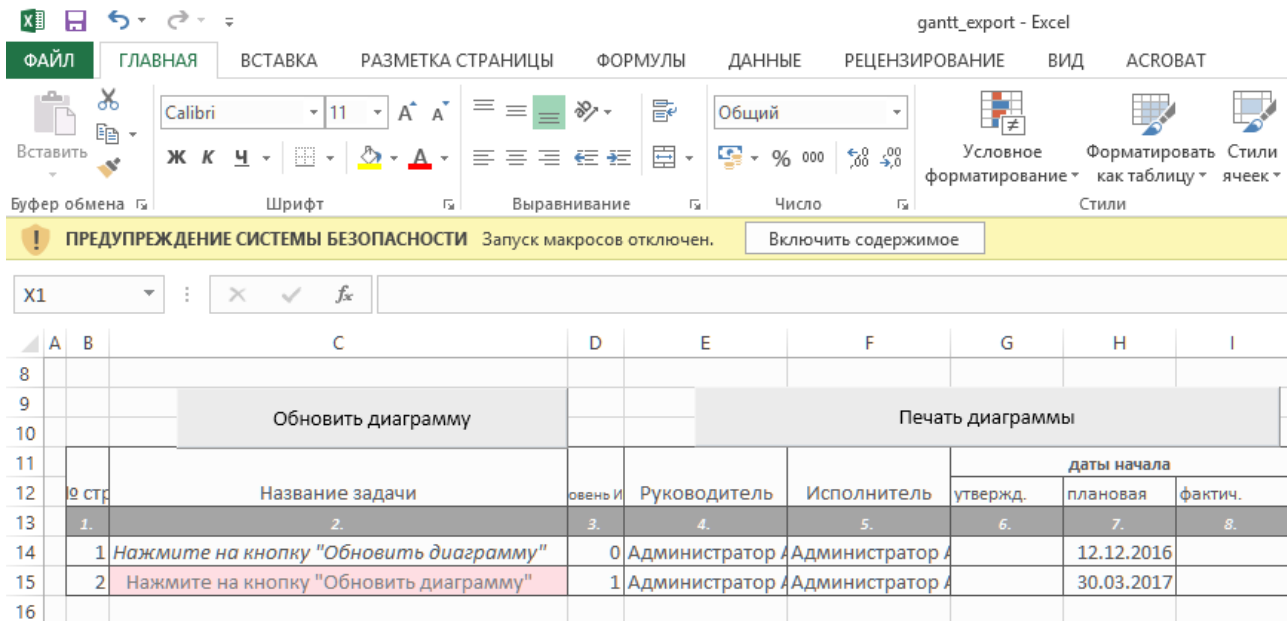 gantt_export - Excel
ФАЙЛ ГЛАВНАЯ ВСТАВКА РАЗМЕТКА СТРАНИЦЫ ФОРМУЛЫ ДАННЫЕ РЕЦЕНЗИРОВАНИЕ ВИД ACROBAT
Calibri 11 A A Общий
Вставить Ж К Ч A % 000 ,00 ,00 ,0 Условное форматирование Форматировать как таблицу Стили ячеек
Буфер обмена Шрифт Выравнивание Число Стили
ПРЕДУПРЕЖДЕНИЕ СИСТЕМЫ БЕЗОПАСНОСТИ Запуск макросов отключен. Включить содержимое
X1 fx
A B C D E F G H I
8
9 Обновить диаграмму Печать диаграммы
10
11 даты начала
12 № стр Название задачи овень И Руководитель Исполнитель утвержд. плановая фактич.
13 1. 2. 3. 4. 5. 6. 7. 8.
14 1 Нажмите на кнопку "Обновить диаграмму" 0 Администратор Администратор 12.12.2016
15 2 Нажмите на кнопку "Обновить диаграмму" 1 Администратор Администратор 30.03.2017
16